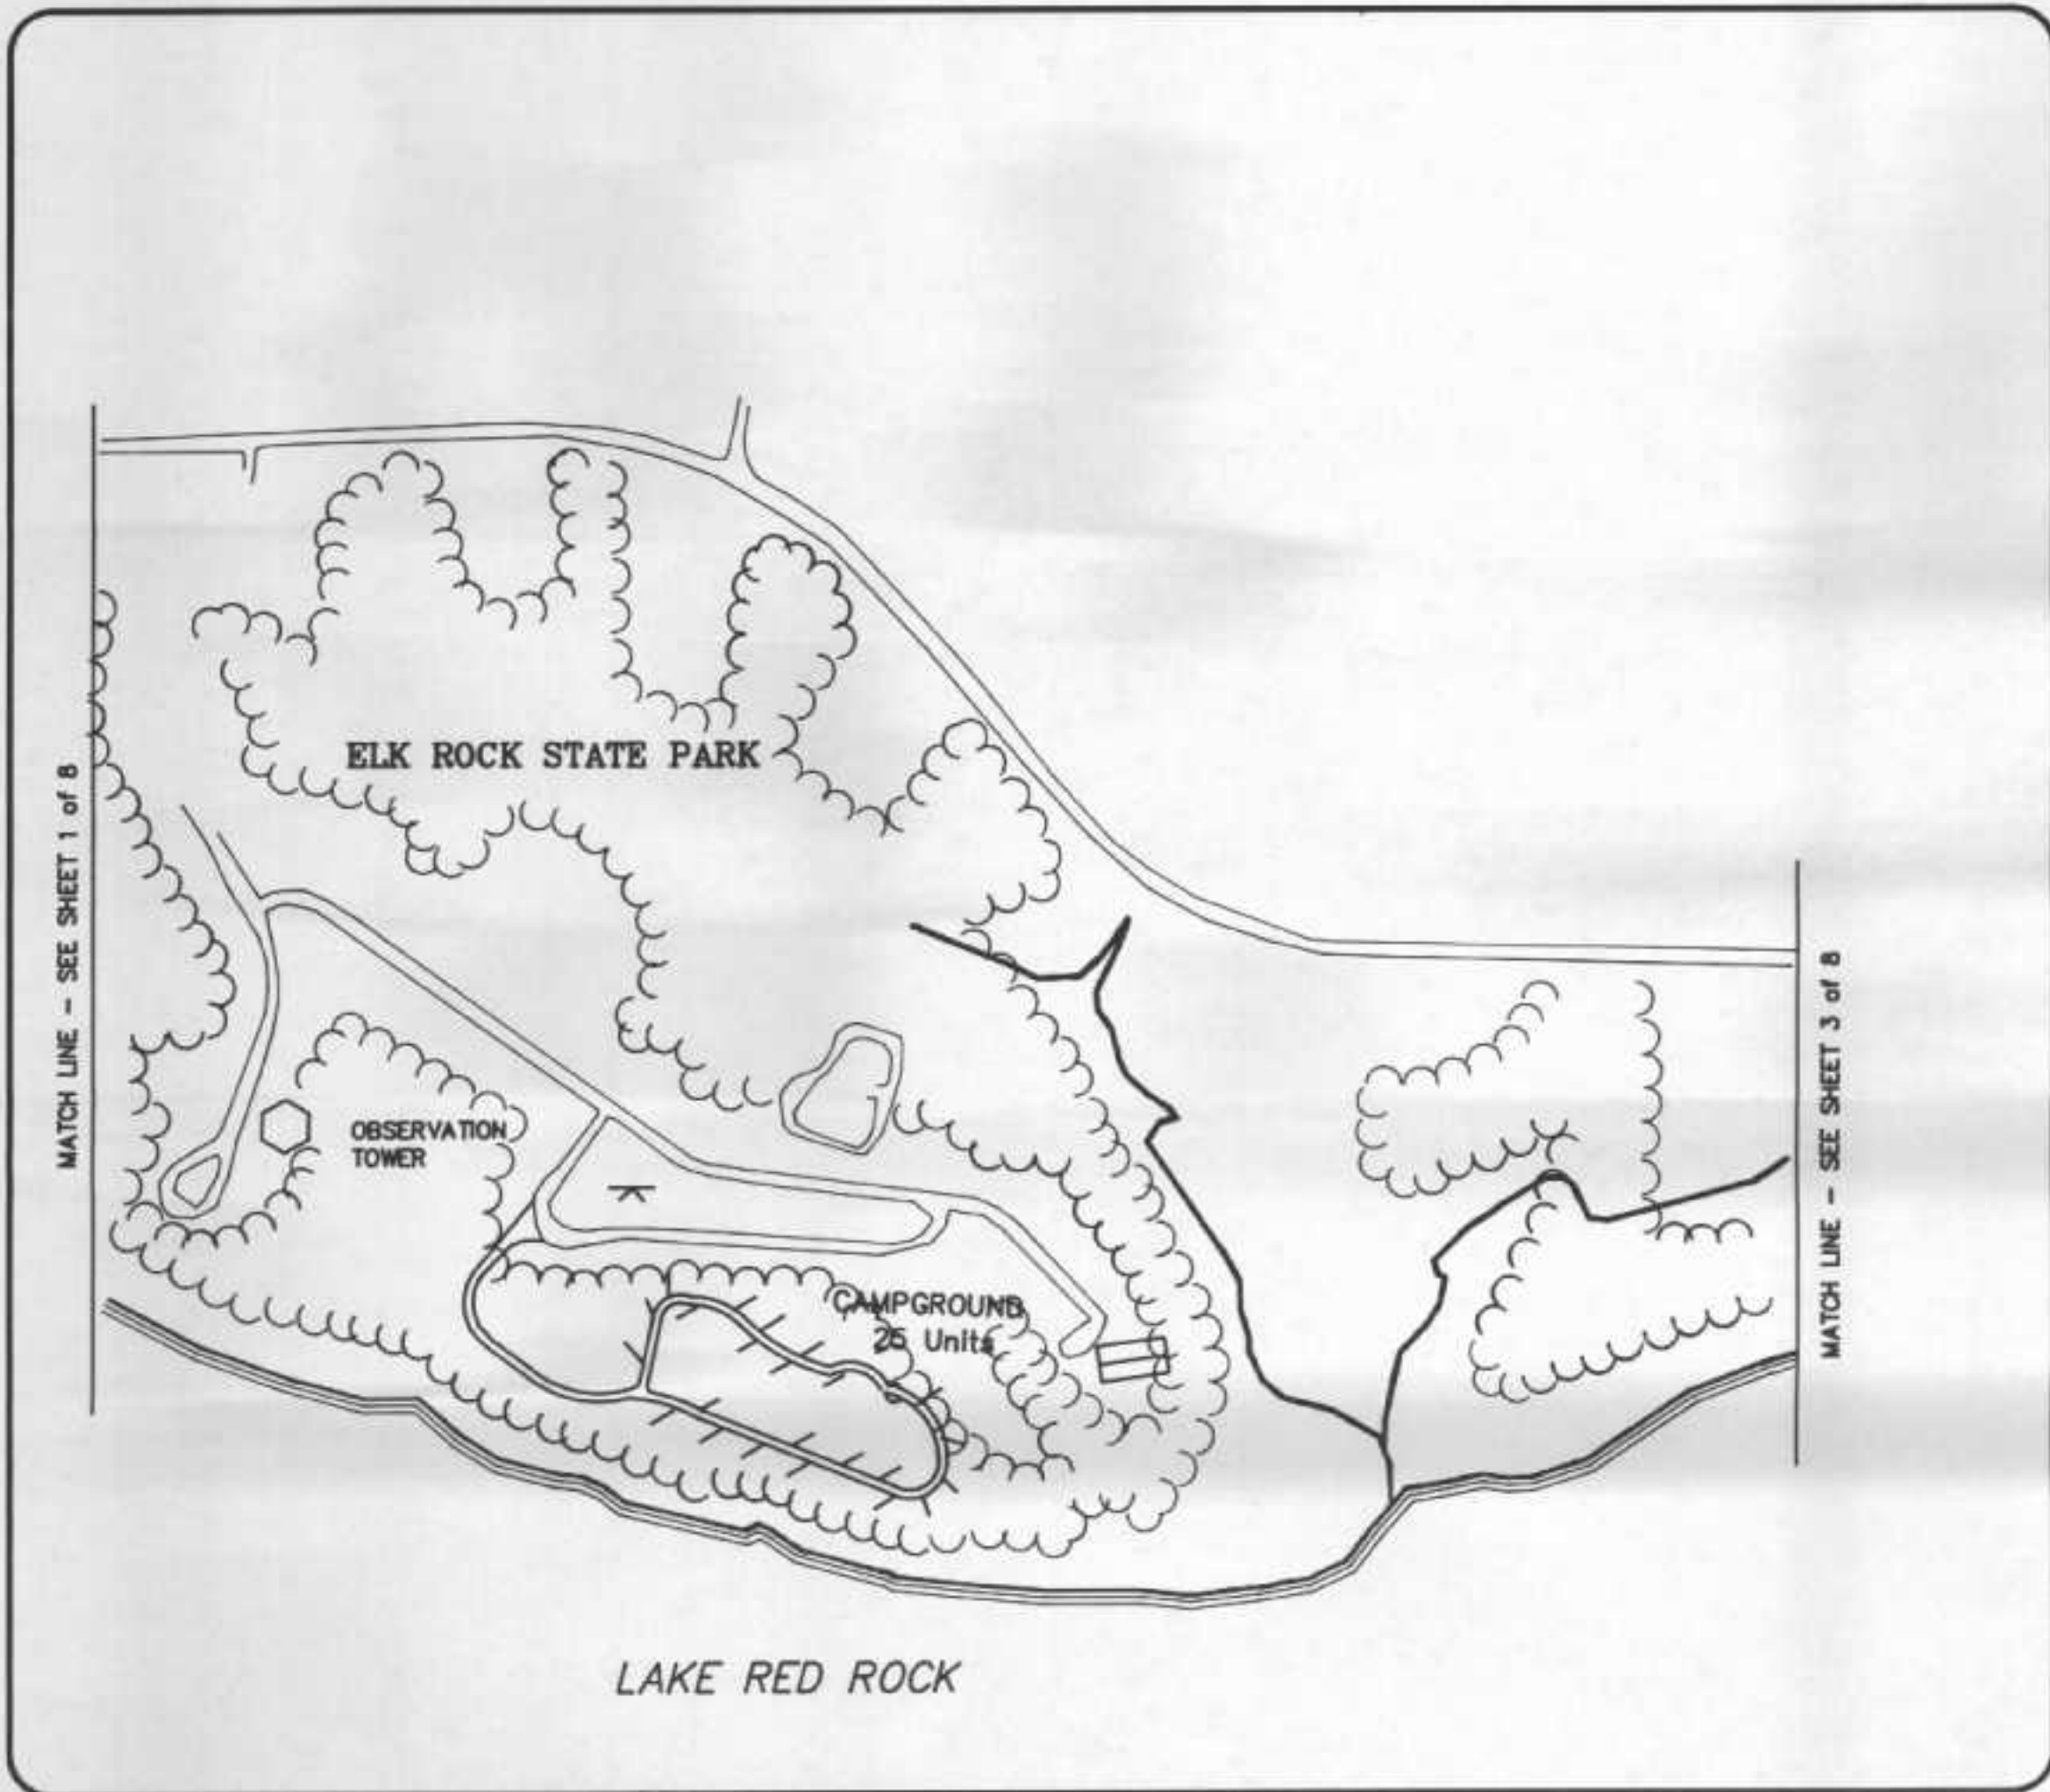 ELK ROCK STATE PARK
MATCH LINE - SEE SHEET 1 of 8
MATCH LINE - SEE SHEET 3 of 8
OBSERVATION
TOWER
CAMPGROUND
25 Units
LAKE RED ROCK